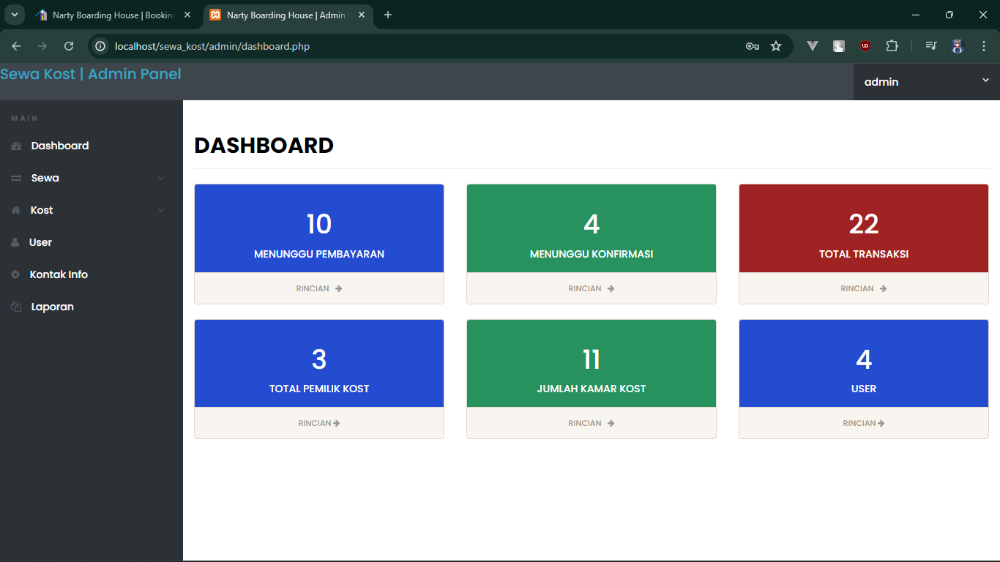 Narty Boarding House | Booking
Narty Boarding House | Admin
localhost/sewa_kost/admin/dashboard.php
Sewa Kost | Admin Panel
admin
MAIN
Dashboard
Sewa
Kost
User
Kontak Info
Laporan
DASHBOARD
10
MENUNGGU PEMBAYARAN
RINCIAN
4
MENUNGGU KONFIRMASI
RINCIAN
22
TOTAL TRANSAKSI
RINCIAN
3
TOTAL PEMILIK KOST
RINCIAN
11
JUMLAH KAMAR KOST
RINCIAN
4
USER
RINCIAN